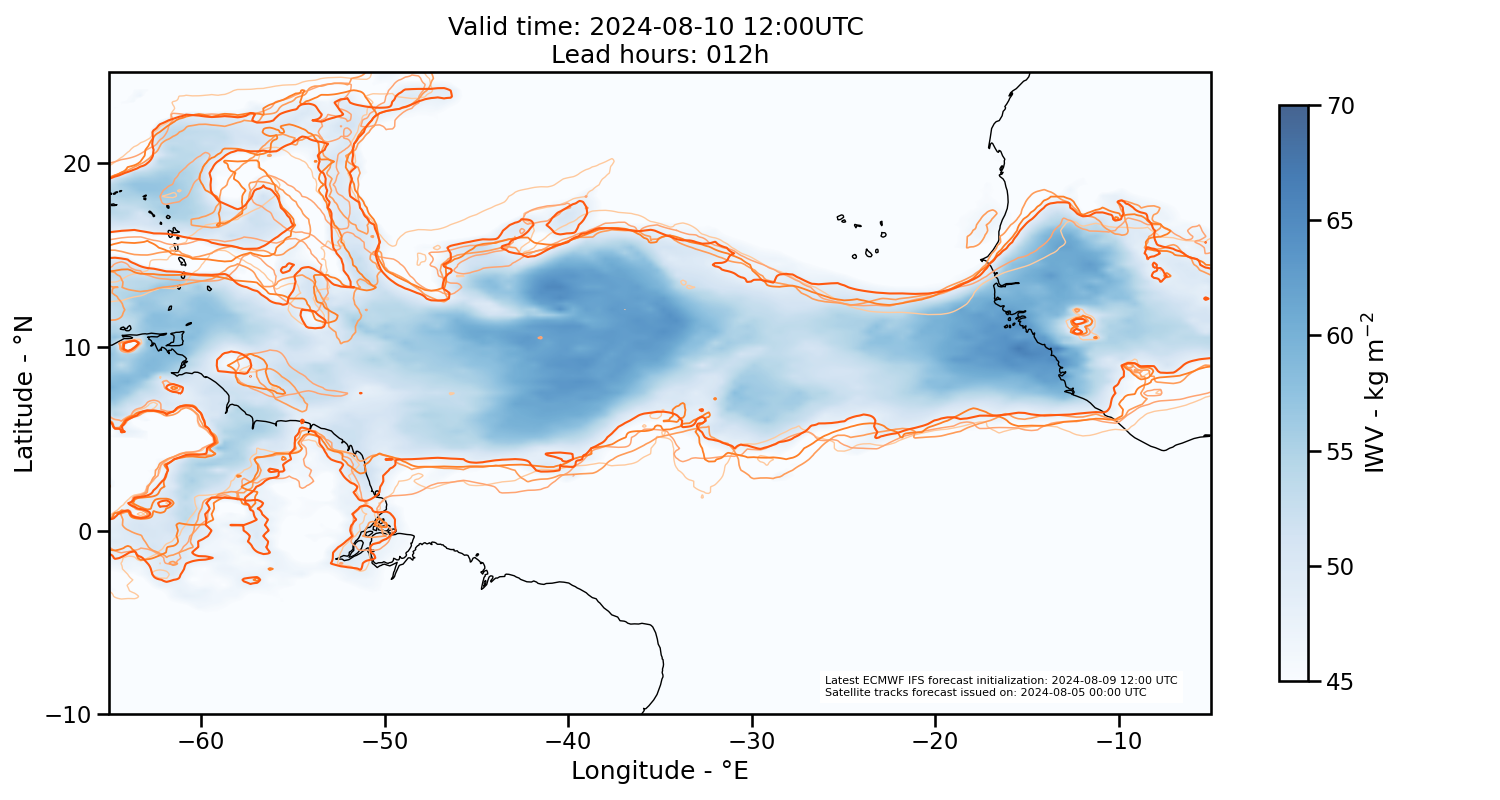 Valid time: 2024-08-10 12:00UTC
Lead hours: 012h
Latitude - °N
20
10
0
−10
−60
−50
−40
−30
−20
−10
Longitude - °E
Latest ECMWF IFS forecast initialization: 2024-08-09 12:00 UTC
Satellite tracks forecast issued on: 2024-08-05 00:00 UTC
70
65
60
55
50
45
IWV - kg m⁻²